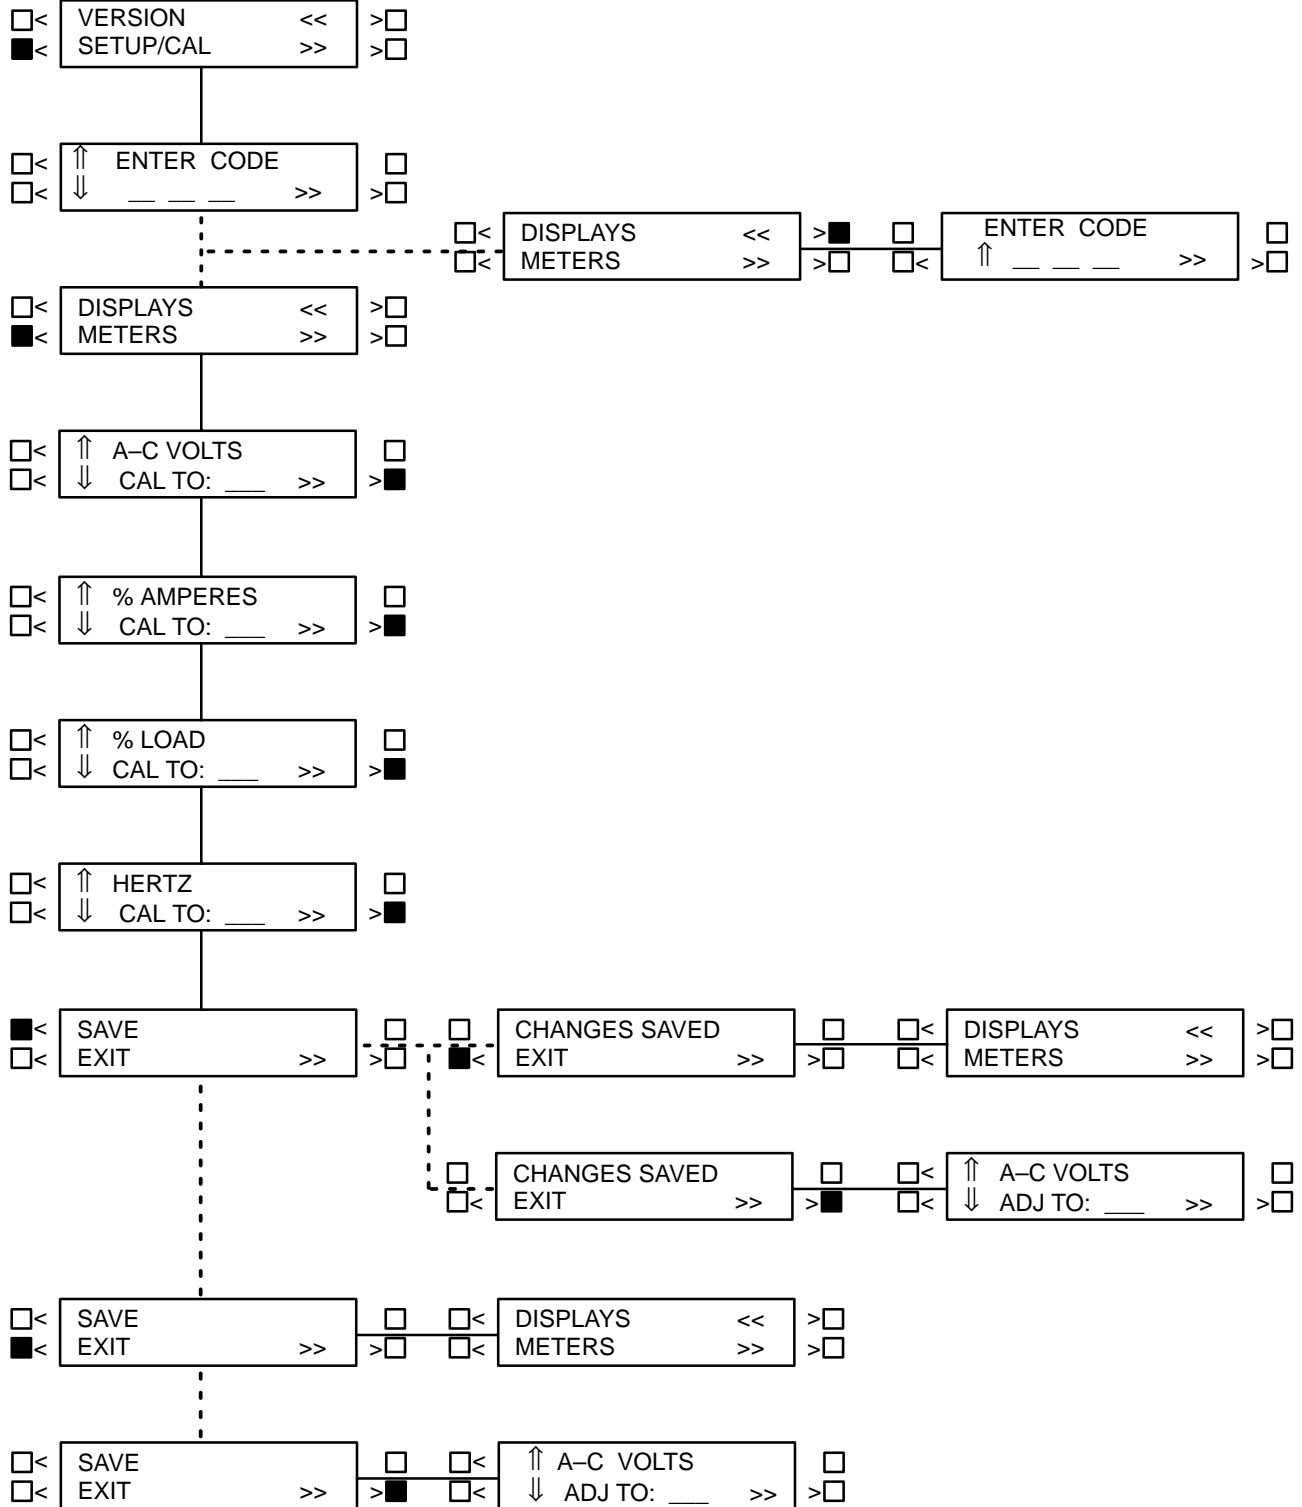 VERSION <<
SETUP/CAL >>
⇑ ENTER CODE
⇓ __ __ __ >>
DISPLAYS <<
METERS >>
ENTER CODE
⇑ __ __ __ >>
DISPLAYS <<
METERS >>
⇑ A–C VOLTS
⇓ CAL TO: ___ >>
⇑ % AMPERES
⇓ CAL TO: ___ >>
⇑ % LOAD
⇓ CAL TO: ___ >>
⇑ HERTZ
⇓ CAL TO: ___ >>
SAVE
EXIT >>
CHANGES SAVED
EXIT >>
DISPLAYS <<
METERS >>
CHANGES SAVED
EXIT >>
⇑ A–C VOLTS
⇓ ADJ TO: ___ >>
SAVE
EXIT >>
DISPLAYS <<
METERS >>
SAVE
EXIT >>
⇑ A–C VOLTS
⇓ ADJ TO: ___ >>